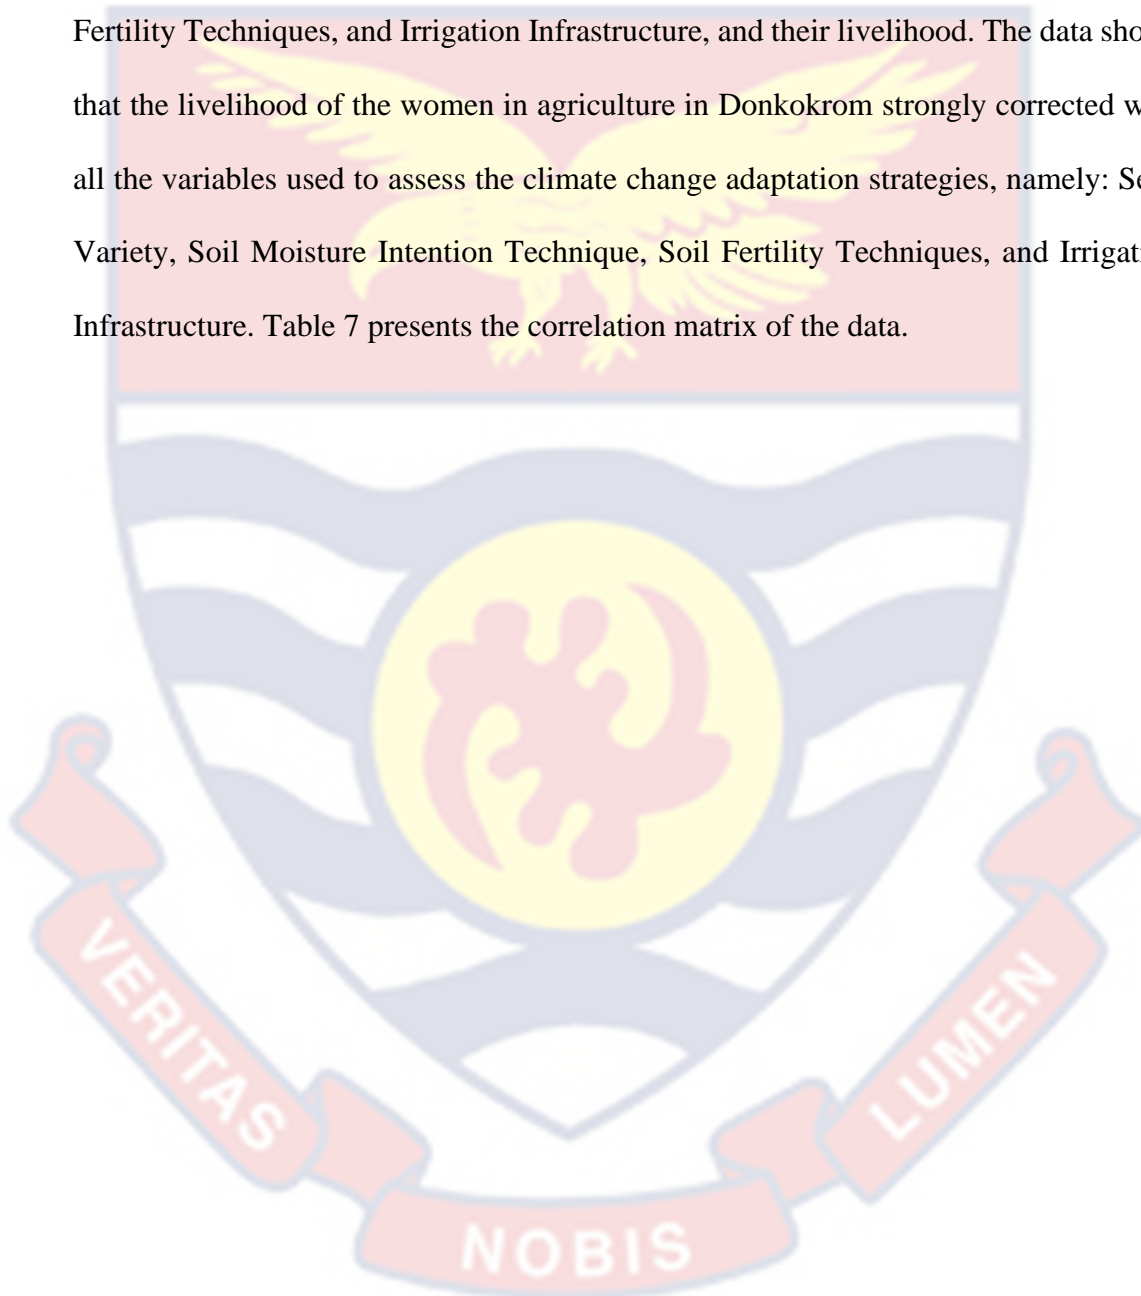 Fertility Techniques, and Irrigation Infrastructure, and their livelihood. The data sho
that the livelihood of the women in agriculture in Donkokrom strongly corrected w
all the variables used to assess the climate change adaptation strategies, namely: Se
Variety, Soil Moisture Intention Technique, Soil Fertility Techniques, and Irrigati
Infrastructure. Table 7 presents the correlation matrix of the data.
VERITAS
NOBIS
LUMEN